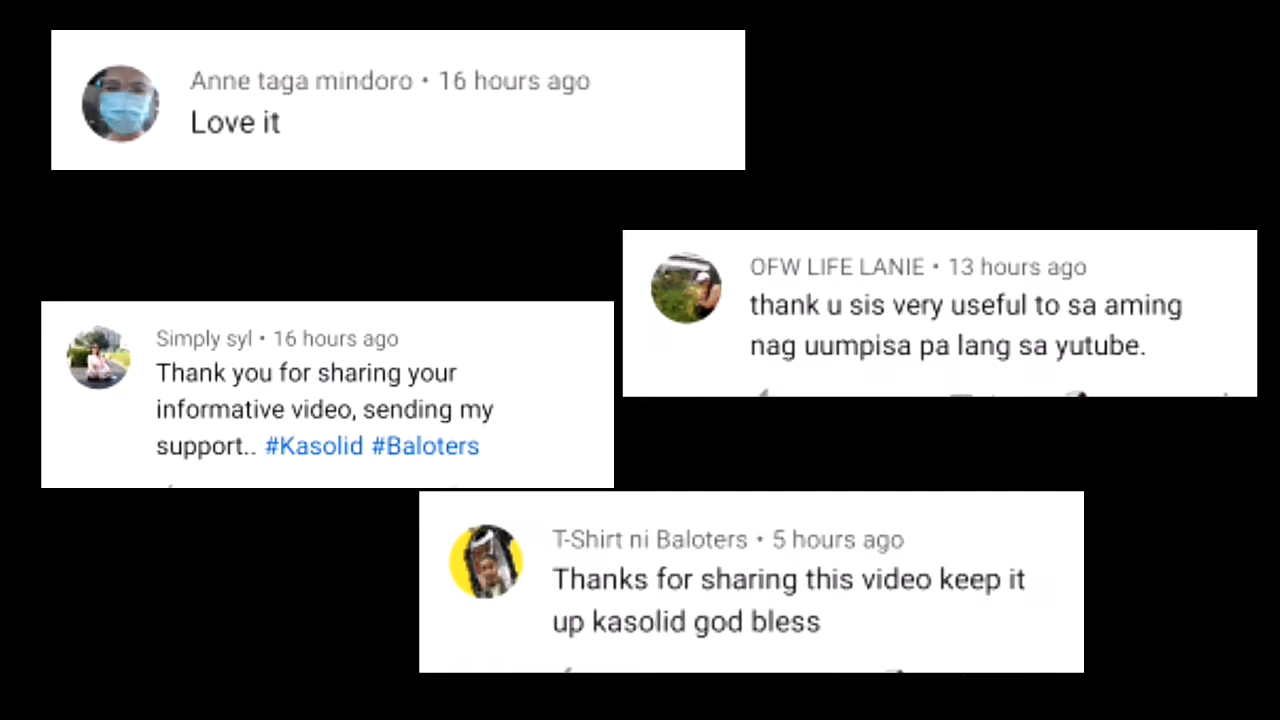 Anne taga mindoro • 16 hours ago
Love it
OFW LIFE LANIE • 13 hours ago
thank u sis very useful to sa aming
nag uumpisa pa lang sa yutube.
Simply syl • 16 hours ago
Thank you for sharing your
informative video, sending my
support.. #Kasolid #Baloters
T-Shirt ni Baloters • 5 hours ago
Thanks for sharing this video keep it
up kasolid god bless